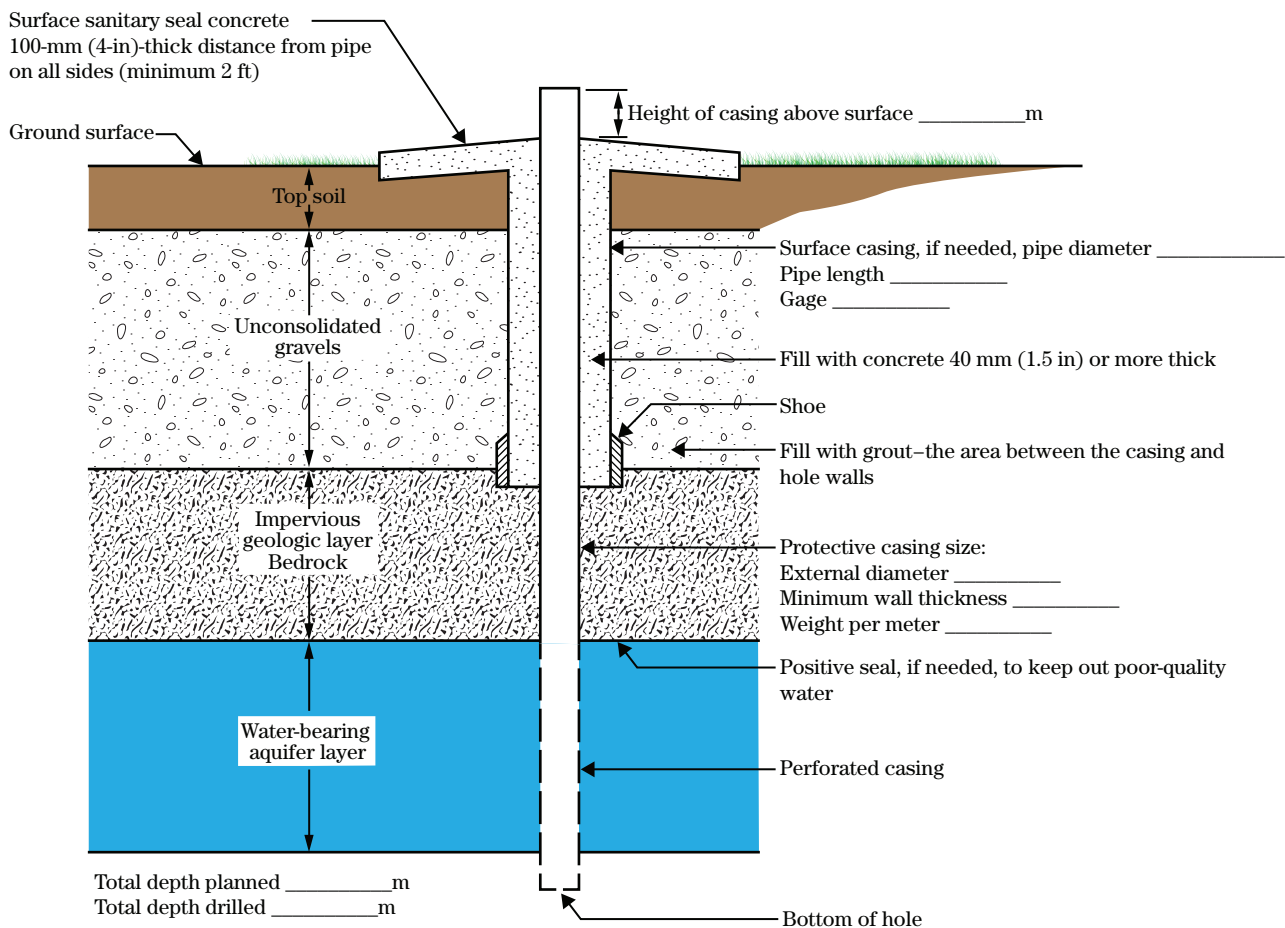 Surface sanitary seal concrete
100-mm (4-in)-thick distance from pipe
on all sides (minimum 2 ft)
Height of casing above surface __________m
Ground surface
Top soil
Surface casing, if needed, pipe diameter ____________
Pipe length ___________
Gage ___________
Unconsolidated
gravels
Fill with concrete 40 mm (1.5 in) or more thick
Shoe
Fill with grout–the area between the casing and
hole walls
Impervious
geologic layer
Bedrock
Protective casing size:
External diameter __________
Minimum wall thickness __________
Weight per meter __________
Positive seal, if needed, to keep out poor-quality
water
Water-bearing
aquifer layer
Perforated casing
Total depth planned __________m
Total depth drilled __________m
Bottom of hole